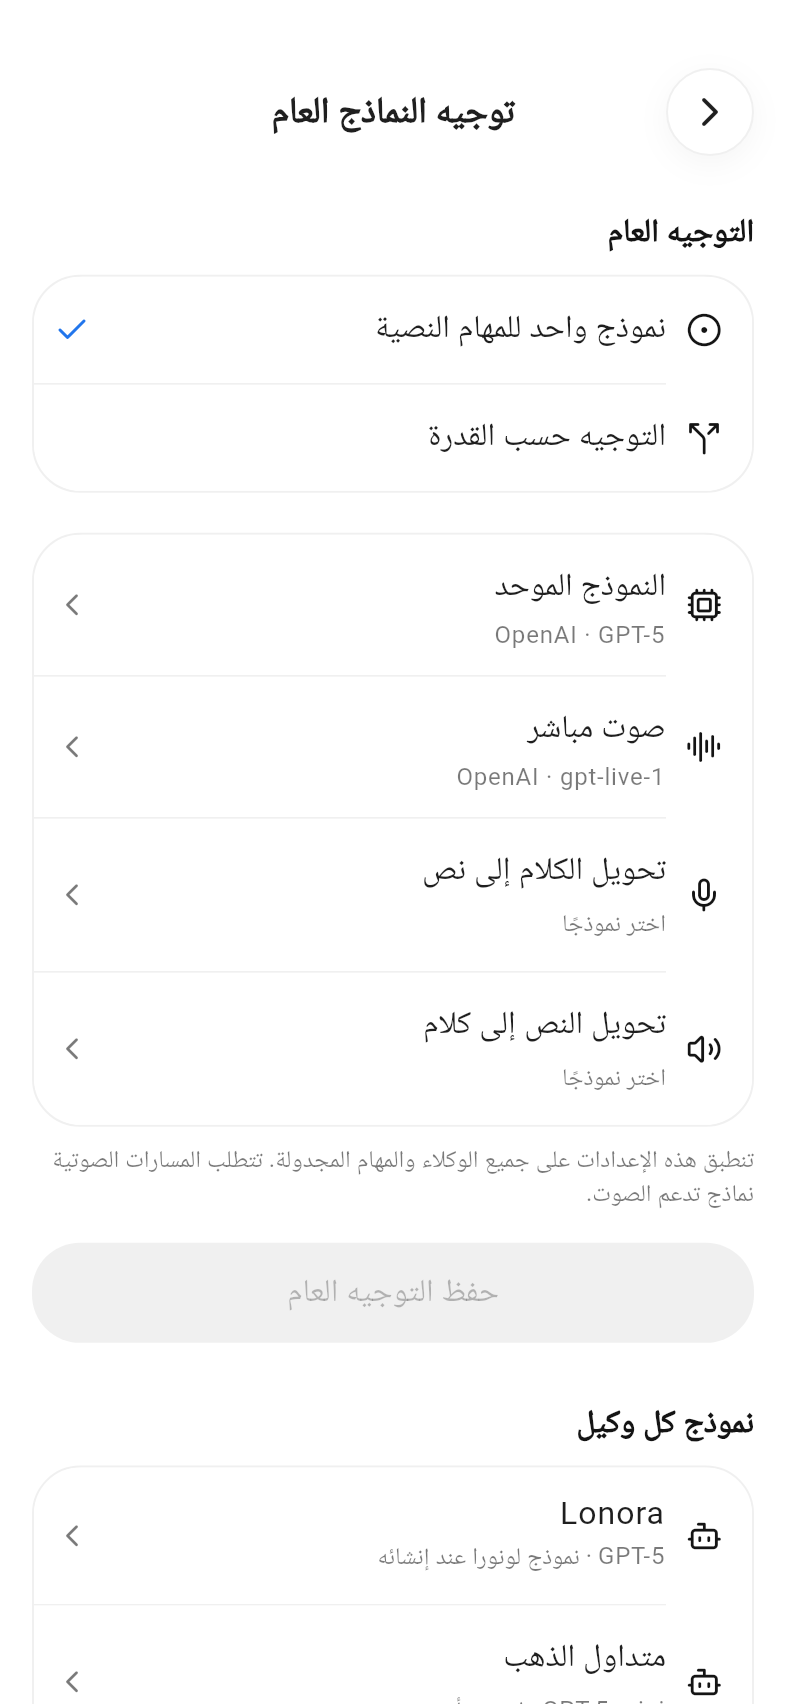 توجيه النماذج العام
التوجيه العام
نموذج واحد للمهام النصية
التوجيه حسب القدرة
النموذج الموحد
OpenAI · GPT-5
صوت مباشر
OpenAI · gpt-live-1
تحويل الكلام إلى نص
اختر نموذجًا
تحويل النص إلى كلام
اختر نموذجًا
تنطبق هذه الإعدادات على جميع الوكلاء والمهام المجدولة. تتطلب المسارات الصوتية
نماذج تدعم الصوت.
حفظ التوجيه العام
نموذج كل وكيل
Lonora
GPT-5 · نموذج لونورا عند إنشائه
متداول الذهب